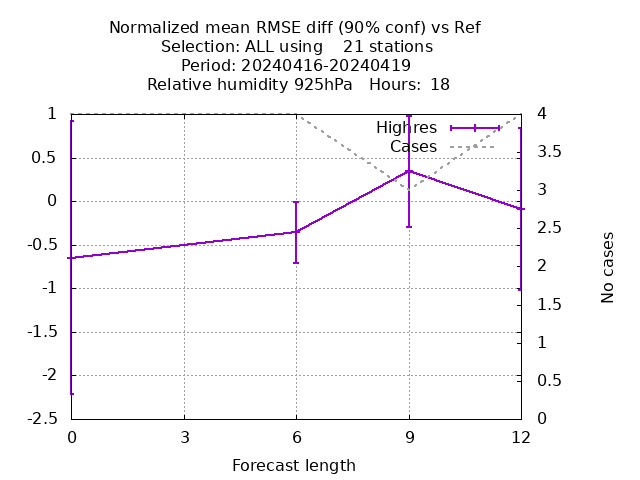 Normalized mean RMSE diff (90% conf) vs Ref
Selection: ALL using    21 stations
Period: 20240416-20240419
Relative humidity 925hPa   Hours: 18
Highres
Cases
1
0.5
0
-0.5
-1
-1.5
-2
-2.5
4
3.5
3
2.5
2
1.5
1
0.5
0
No cases
0 3 6 9 12
Forecast length